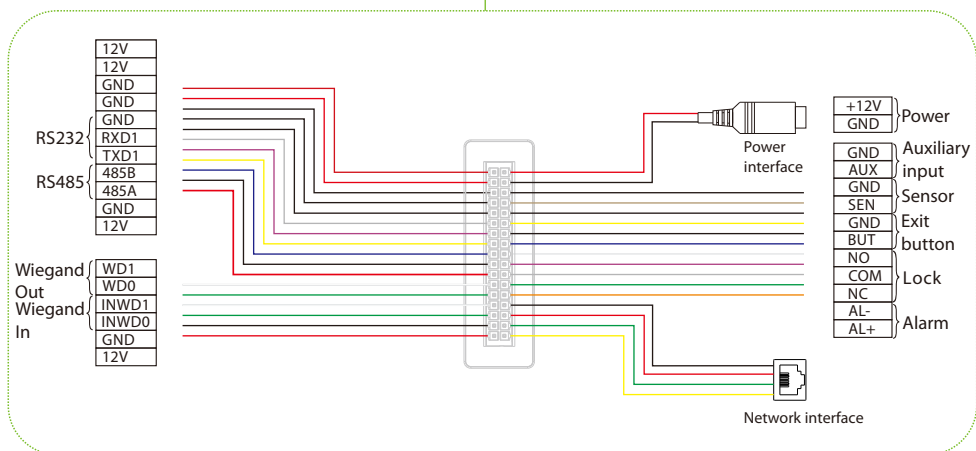 12V
12V
GND
GND
GND
RS232
RXD1
TXD1
485B
RS485
485A
GND
12V
Wiegand
Out
WD1
WD0
Wiegand
In
INWD1
INWD0
GND
12V
Power
interface
+12V
GND
Power
GND
AUX
Auxiliary
input
GND
SEN
Sensor
GND
BUT
Exit
button
NO
COM
NC
Lock
AL-
AL+
Alarm
Network interface